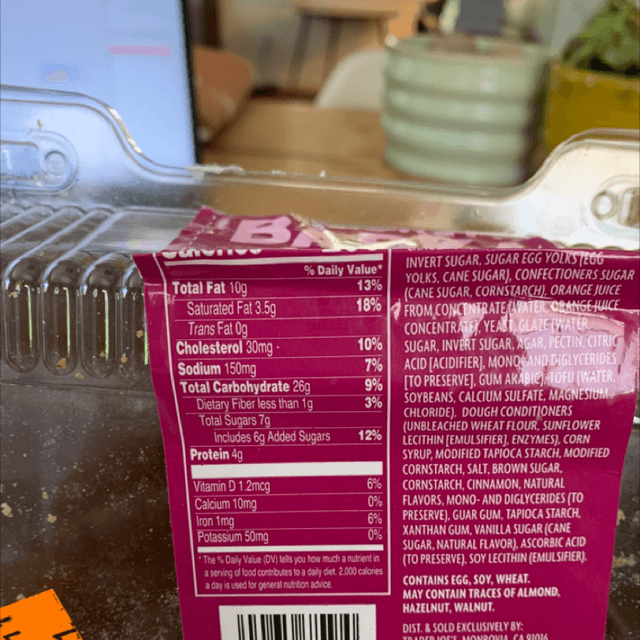 % Daily Value*
Total Fat 10g 13%
Saturated Fat 3.5g 18%
Trans Fat 0g
Cholesterol 30mg 10%
Sodium 150mg 7%
Total Carbohydrate 26g 9%
Dietary Fiber less than 1g 3%
Total Sugars 7g
Includes 6g Added Sugars 12%
Protein 4g
Vitamin D 1.2mcg 6%
Calcium 10mg 0%
Iron 1mg 6%
Potassium 50mg 0%
* The % Daily Value (DV) tells you how much a nutrient in
a serving of food contributes to a daily diet. 2,000 calories
a day is used for general nutrition advice.
INVERT SUGAR, SUGAR EGG YOLKS (EGG
YOLKS, CANE SUGAR), CONFECTIONERS SUGAR
(CANE SUGAR, CORNSTARCH), ORANGE JUICE
FROM CONCENTRATE (WATER, ORANGE JUICE
CONCENTRATE), YEAST, GLAZE (WATER,
SUGAR, INVERT SUGAR, AGAR, PECTIN, CITRIC
ACID [ACIDIFIER], MONO- AND DIGLYCERIDES
[TO PRESERVE], GUM ARABIC), TOFU (WATER,
SOYBEANS, CALCIUM SULFATE, MAGNESIUM
CHLORIDE), DOUGH CONDITIONERS
(UNBLEACHED WHEAT FLOUR, SUNFLOWER
LECITHIN [EMULSIFIER], ENZYMES), CORN
SYRUP, MODIFIED TAPIOCA STARCH, MODIFIED
CORNSTARCH, SALT, BROWN SUGAR,
CORNSTARCH, CINNAMON, NATURAL
FLAVORS, MONO- AND DIGLYCERIDES (TO
PRESERVE), GUAR GUM, TAPIOCA STARCH,
XANTHAN GUM, VANILLA SUGAR (CANE
SUGAR, NATURAL FLAVOR), ASCORBIC ACID
(TO PRESERVE), SOY LECITHIN (EMULSIFIER).
CONTAINS EGG, SOY, WHEAT.
MAY CONTAIN TRACES OF ALMOND,
HAZELNUT, WALNUT.
DIST. & SOLD EXCLUSIVELY BY:
TRADER JOE'S, MONROVIA, CA 91016